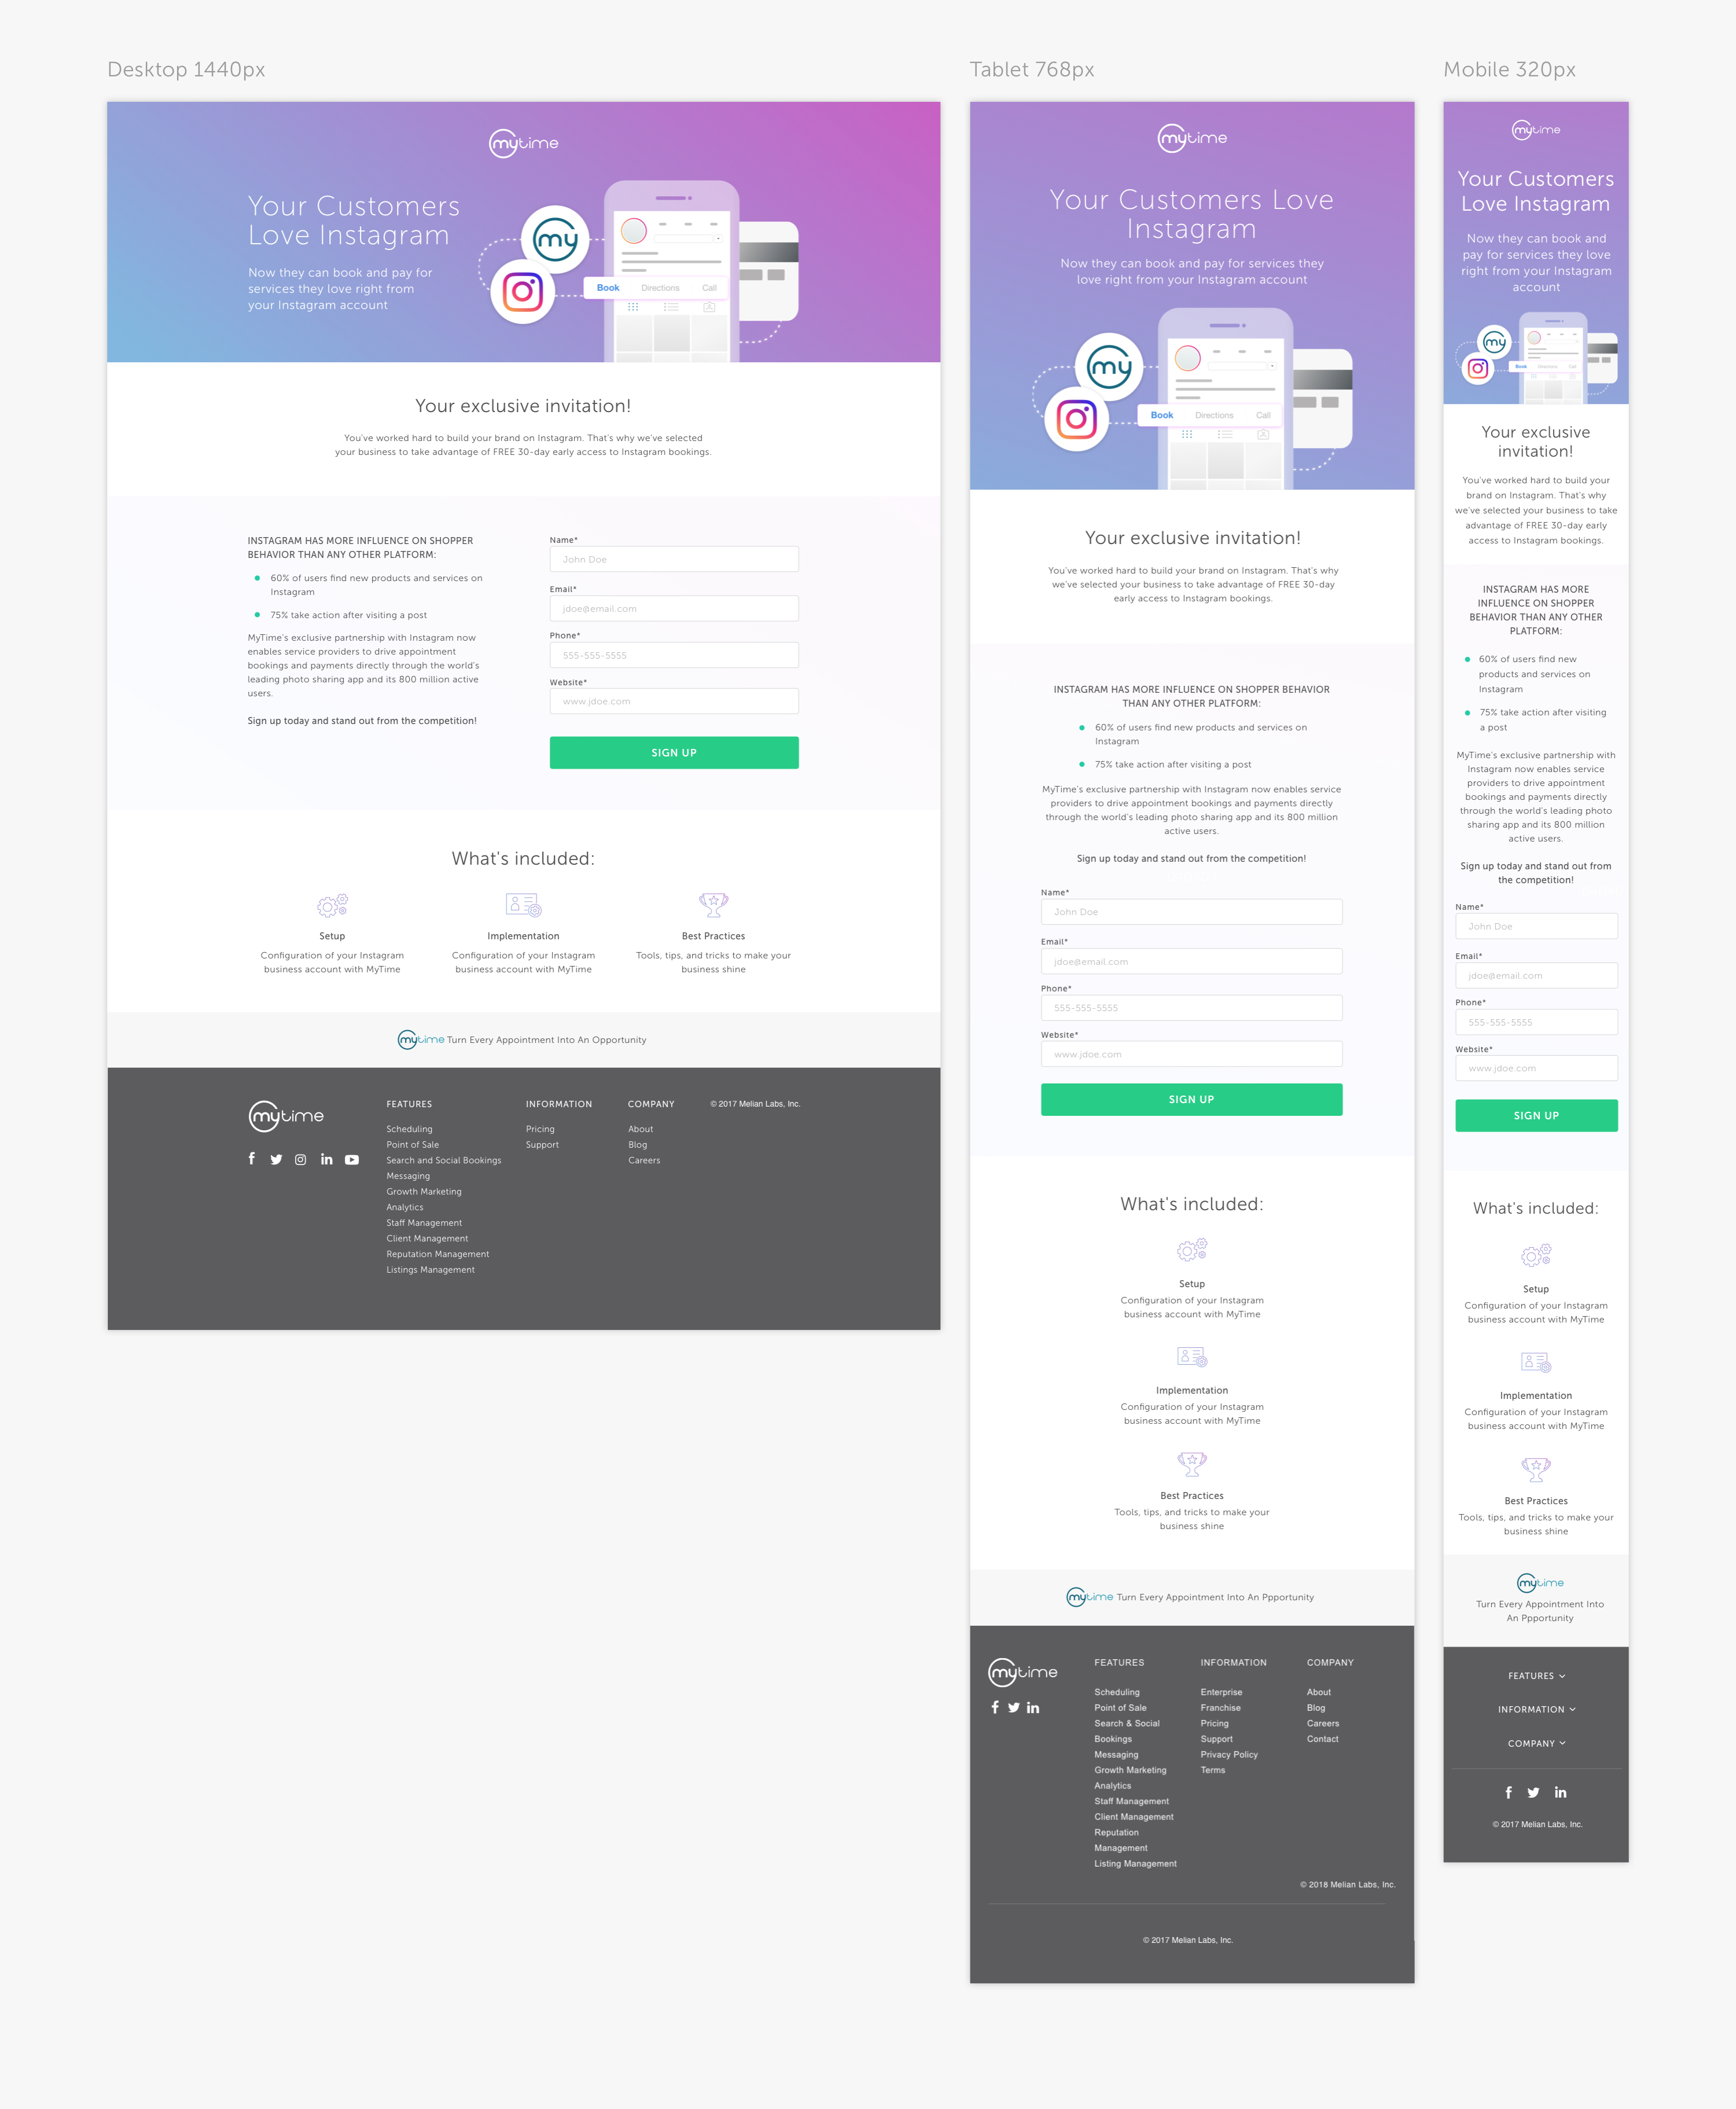 Desktop 1440px
mytime
Your Customers
Love Instagram
Now they can book and pay for
services they love right from
your Instagram account
my
Book Directions Call
Your exclusive invitation!
You've worked hard to build your brand on Instagram. That's why we've selected
your business to take advantage of FREE 30-day early access to Instagram bookings.
INSTAGRAM HAS MORE INFLUENCE ON SHOPPER
BEHAVIOR THAN ANY OTHER PLATFORM:
60% of users find new products and services on
Instagram
75% take action after visiting a post
MyTime's exclusive partnership with Instagram now
enables service providers to drive appointment
bookings and payments directly through the world's
leading photo sharing app and its 800 million active
users.
Sign up today and stand out from the competition!
Name*
John Doe
Email*
jdoe@email.com
Phone*
555-555-5555
Website*
www.jdoe.com
SIGN UP
What's included:
Setup
Configuration of your Instagram
business account with MyTime
Implementation
Configuration of your Instagram
business account with MyTime
Best Practices
Tools, tips, and tricks to make your
business shine
mytime Turn Every Appointment Into An Opportunity
mytime
FEATURES
Scheduling
Point of Sale
Search and Social Bookings
Messaging
Growth Marketing
Analytics
Staff Management
Client Management
Reputation Management
Listings Management
INFORMATION
Pricing
Support
COMPANY
About
Blog
Careers
© 2017 Melian Labs, Inc.
Tablet 768px
mytime
Your Customers Love
Instagram
Now they can book and pay for services they
love right from your Instagram account
my
Book Directions Call
Your exclusive invitation!
You've worked hard to build your brand on Instagram. That's why
we've selected your business to take advantage of FREE 30-day
early access to Instagram bookings.
INSTAGRAM HAS MORE INFLUENCE ON SHOPPER BEHAVIOR
THAN ANY OTHER PLATFORM:
60% of users find new products and services on
Instagram
75% take action after visiting a post
MyTime's exclusive partnership with Instagram now enables service
providers to drive appointment bookings and payments directly
through the world's leading photo sharing app and its 800 million
active users.
Sign up today and stand out from the competition!
Name*
John Doe
Email*
jdoe@email.com
Phone*
555-555-5555
Website*
www.jdoe.com
SIGN UP
What's included:
Setup
Configuration of your Instagram
business account with MyTime
Implementation
Configuration of your Instagram
business account with MyTime
Best Practices
Tools, tips, and tricks to make your
business shine
mytime Turn Every Appointment Into An Ppportunity
mytime
FEATURES
Scheduling
Point of Sale
Search & Social
Bookings
Messaging
Growth Marketing
Analytics
Staff Management
Client Management
Reputation
Management
Listing Management
INFORMATION
Enterprise
Franchise
Pricing
Support
Privacy Policy
Terms
COMPANY
About
Blog
Careers
Contact
© 2018 Melian Labs, Inc.
© 2017 Melian Labs, Inc.
Mobile 320px
mytime
Your Customers
Love Instagram
Now they can book and
pay for services they love
right from your Instagram
account
my
Book Directions Call
Your exclusive
invitation!
You've worked hard to build your
brand on Instagram. That's why
we've selected your business to take
advantage of FREE 30-day early
access to Instagram bookings.
INSTAGRAM HAS MORE
INFLUENCE ON SHOPPER
BEHAVIOR THAN ANY OTHER
PLATFORM:
60% of users find new
products and services on
Instagram
75% take action after visiting
a post
MyTime's exclusive partnership with
Instagram now enables service
providers to drive appointment
bookings and payments directly
through the world's leading photo
sharing app and its 800 million
active users.
Sign up today and stand out from
the competition!
Name*
John Doe
Email*
jdoe@email.com
Phone*
555-555-5555
Website*
www.jdoe.com
SIGN UP
What's included:
Setup
Configuration of your Instagram
business account with MyTime
Implementation
Configuration of your Instagram
business account with MyTime
Best Practices
Tools, tips, and tricks to make your
business shine
mytime
Turn Every Appointment Into
An Ppportunity
FEATURES
INFORMATION
COMPANY
© 2017 Melian Labs, Inc.